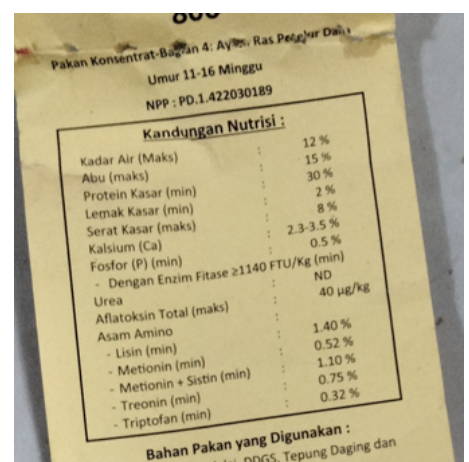 800
Pakan Konsentrat-Bagian 4: Ayam Ras Petelur Dara
Umur 11-16 Minggu
NPP : PD.1.422030189
Kandungan Nutrisi :
Kadar Air (Maks) : 12 %
Abu (maks) : 15 %
Protein Kasar (min) 30 %
Lemak Kasar (min) : 2 %
Serat Kasar (maks) : 8 %
Kalsium (Ca) : 2.3-3.5 %
Fosfor (P) (min) : 0.5 %
- Dengan Enzim Fitase ≥1140 FTU/Kg (min)
Urea : ND
Aflatoksin Total (maks) : 40 µg/kg
Asam Amino :
- Lisin (min) : 1.40 %
- Metionin (min) : 0.52 %
- Metionin + Sistin (min) : 1.10 %
- Treonin (min) : 0.75 %
- Triptofan (min) : 0.32 %
Bahan Pakan yang Digunakan :
DDGS, Tepung Daging dan